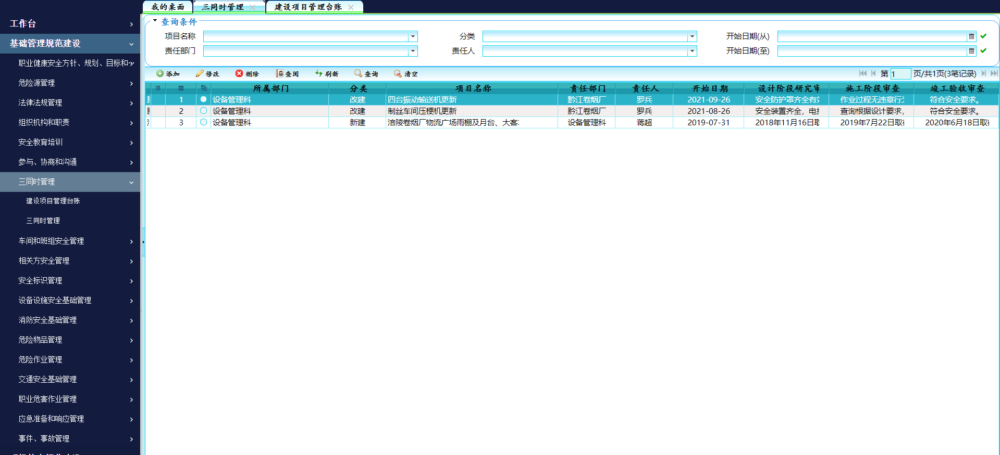 我的桌面 三同时管理 建设项目管理台账
工作台
基础管理规范建设
职业健康安全方针、规划、目标和
危险源管理
法律法规管理
组织机构和职责
安全教育培训
参与、协商和沟通
三同时管理
建设项目管理台账
三同时管理
车间和班组安全管理
相关方安全管理
安全标识管理
设备设施安全基础管理
消防安全基础管理
危险物品管理
危险作业管理
交通安全基础管理
职业危害作业管理
应急准备和响应管理
事件、事故管理
查询条件
项目名称 分类 开始日期(从)
责任部门 责任人 开始日期(至)
添加 修改 删除 查阅 刷新 查询 清空 第 1 页/共1页(3笔记录)
所属部门 分类 项目名称 责任部门 责任人 开始日期 设计阶段研究审 施工阶段审查 竣工验收审查
1 设备管理科 改建 四台振动输送机更新 黔江卷烟厂 罗兵 2021-09-26 安全防护罩齐全有 作业过程无违章行 符合安全要求。
2 设备管理科 改建 制丝车间压梗机更新 黔江卷烟厂 罗兵 2021-08-26 安全装置齐全，电 查询根据设计要求， 符合安全要求。
3 设备管理科 新建 涪陵卷烟厂物流广场雨棚及月台、大客 设备管理科 蒋超 2019-07-31 2018年11月16日取 2019年7月22日取 2020年6月18日取